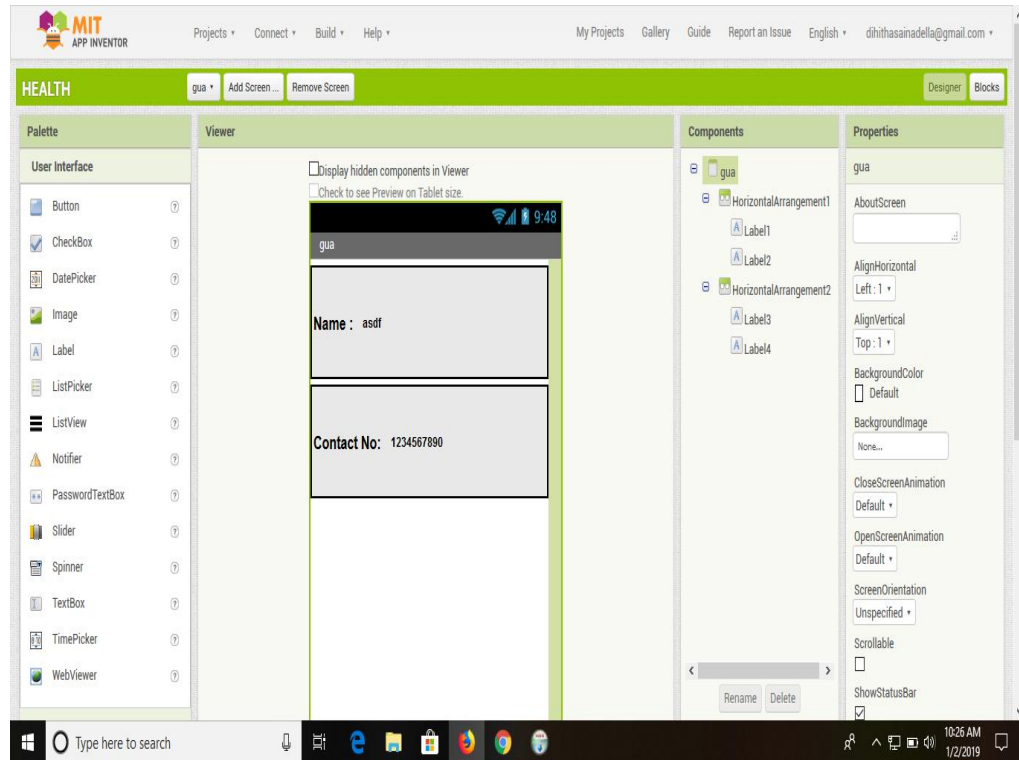 MIT
APP INVENTOR
Projects Connect Build Help
My Projects Gallery Guide Report an Issue English dihithasainadella@gmail.com
HEALTH
gua Add Screen ... Remove Screen
Designer Blocks
Palette
User Interface
Button
CheckBox
DatePicker
Image
Label
ListPicker
ListView
Notifier
PasswordTextBox
Slider
Spinner
TextBox
TimePicker
WebViewer
Viewer
Display hidden components in Viewer
Check to see Preview on Tablet size.
9:48
gua
Name : asdf
Contact No: 1234567890
Components
gua
HorizontalArrangement1
Label1
Label2
HorizontalArrangement2
Label3
Label4
Rename Delete
Properties
gua
AboutScreen
AlignHorizontal
Left : 1
AlignVertical
Top : 1
BackgroundColor
Default
BackgroundImage
None...
CloseScreenAnimation
Default
OpenScreenAnimation
Default
ScreenOrientation
Unspecified
Scrollable
ShowStatusBar
Type here to search
10:26 AM
1/2/2019